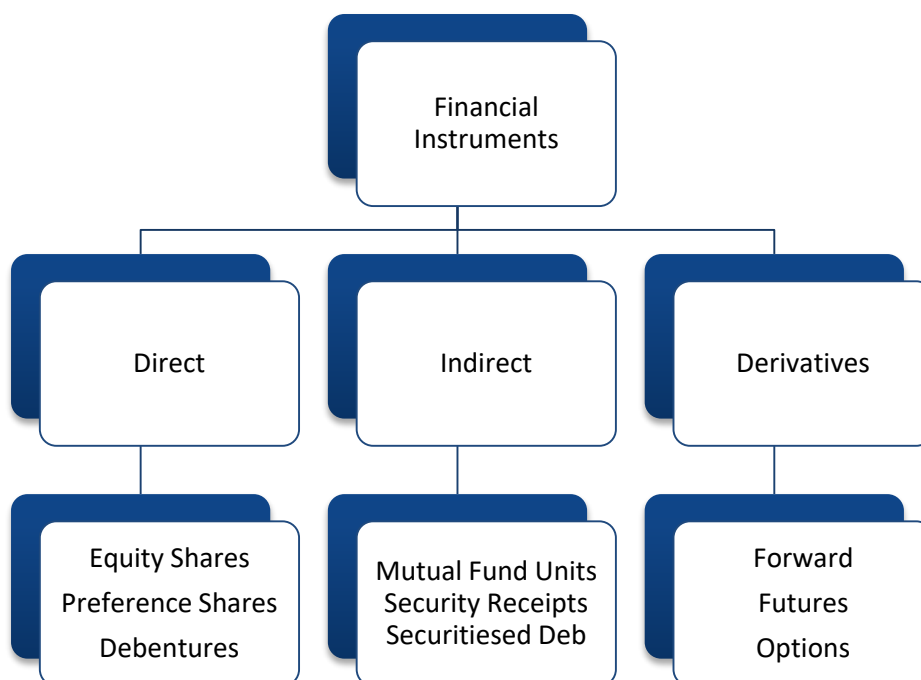 Financial
Instruments
Direct
Indirect
Derivatives
Equity Shares
Preference Shares
Debentures
Mutual Fund Units
Security Receipts
Securitiesed Deb
Forward
Futures
Options